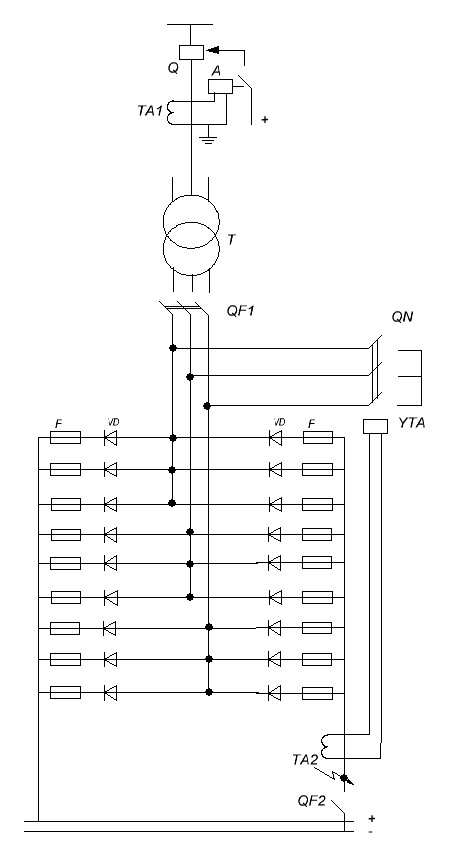 Q
A
TA1
+
T
QF1
QN
F
VD
VD
F
YTA
TA2
QF2
+
-